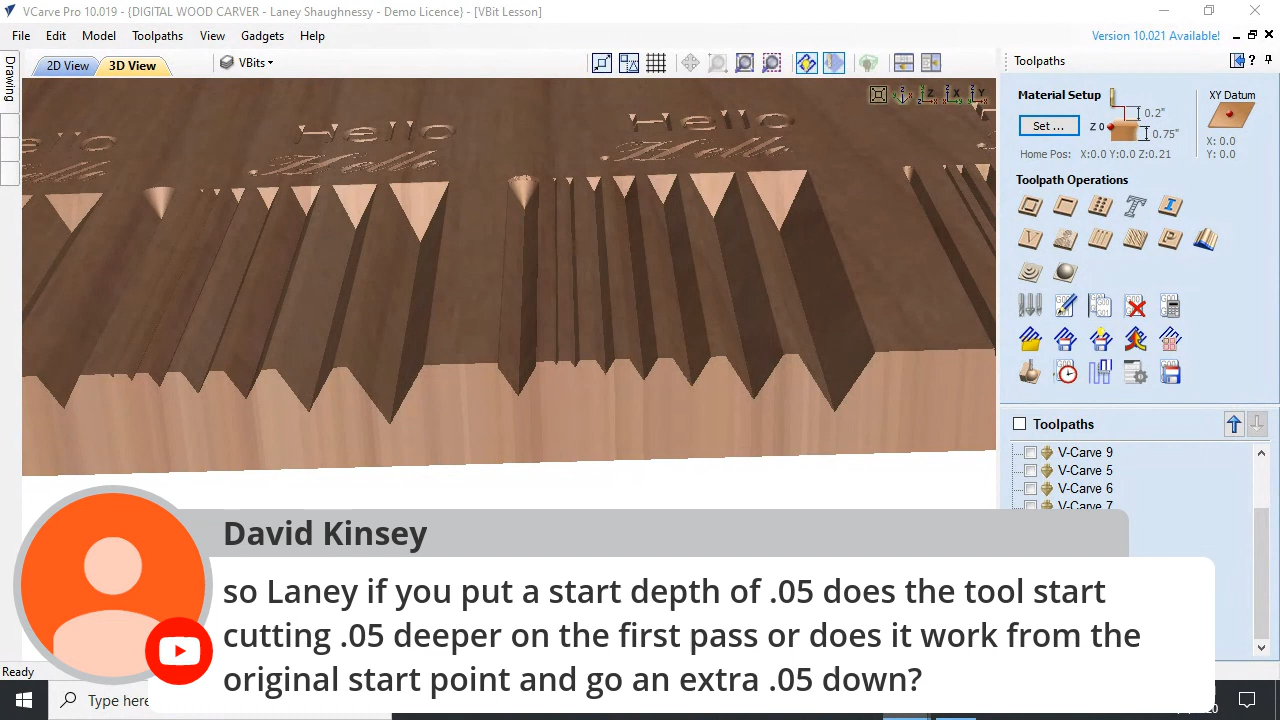 VCarve Pro 10.019 - {DIGITAL WOOD CARVER - Laney Shaughnessy - Demo Licence} - [VBit Lesson]
File Edit Model Toolpaths View Gadgets Help
Version 10.021 Available!
Drawing
2D View 3D View VBits
Toolpaths
Material Setup
XY Datum
Set ...
Z 0
0.2"
0.75"
X: 0.0
Y: 0.0
Home Pos: X:0.0 Y:0.0 Z:0.21
Toolpath Operations
Hello
Hello
Hello
Hello
Toolpaths
V-Carve 9
V-Carve 5
V-Carve 6
V-Carve 7
David Kinsey
so Laney if you put a start depth of .05 does the tool start
cutting .05 deeper on the first pass or does it work from the
original start point and go an extra .05 down?
Ready
Type here